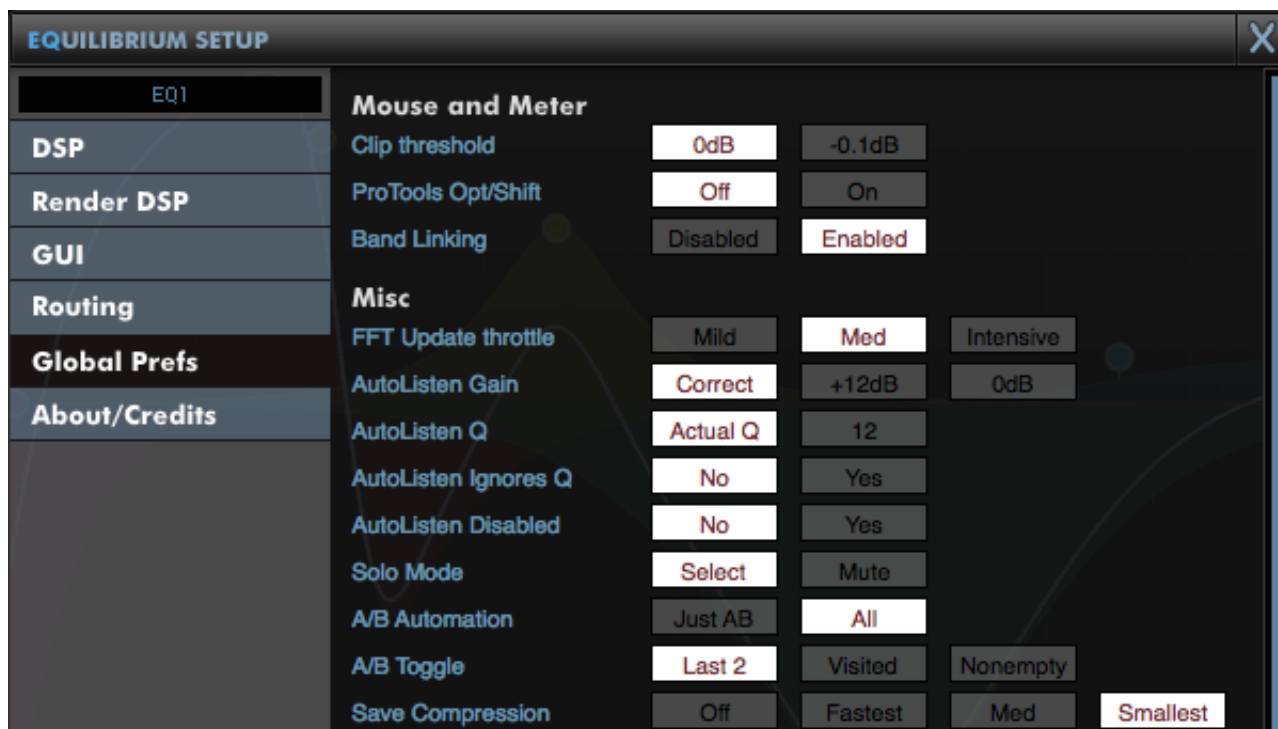 EQUILIBRIUM SETUP X
EQ1
DSP
Render DSP
GUI
Routing
Global Prefs
About/Credits
Mouse and Meter
Clip threshold 0dB -0.1dB
ProTools Opt/Shift Off On
Band Linking Disabled Enabled
Misc
FFT Update throttle Mild Med Intensive
AutoListen Gain Correct +12dB 0dB
AutoListen Q Actual Q 12
AutoListen Ignores Q No Yes
AutoListen Disabled No Yes
Solo Mode Select Mute
A/B Automation Just AB All
A/B Toggle Last 2 Visited Nonempty
Save Compression Off Fastest Med Smallest